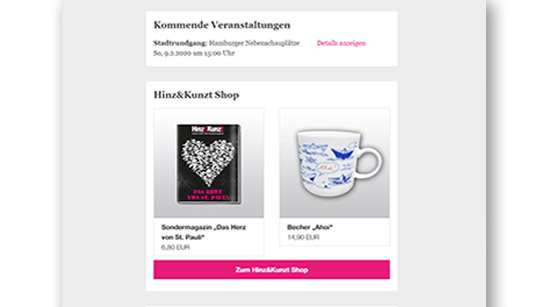 Kommende Veranstaltungen
Stadtrundgang: Hamburger Nebenschauplätze
Details anzeigen
So, 9.2.2020 um 15:00 Uhr
Hinz&Kunzt Shop
Hinz&Kunzt
DAS HERZ
VON ST. PAULI
Sondermagazin „Das Herz
von St. Pauli“
6,80 EUR
Becher „Ahoi“
14,90 EUR
Zum Hinz&Kunzt Shop